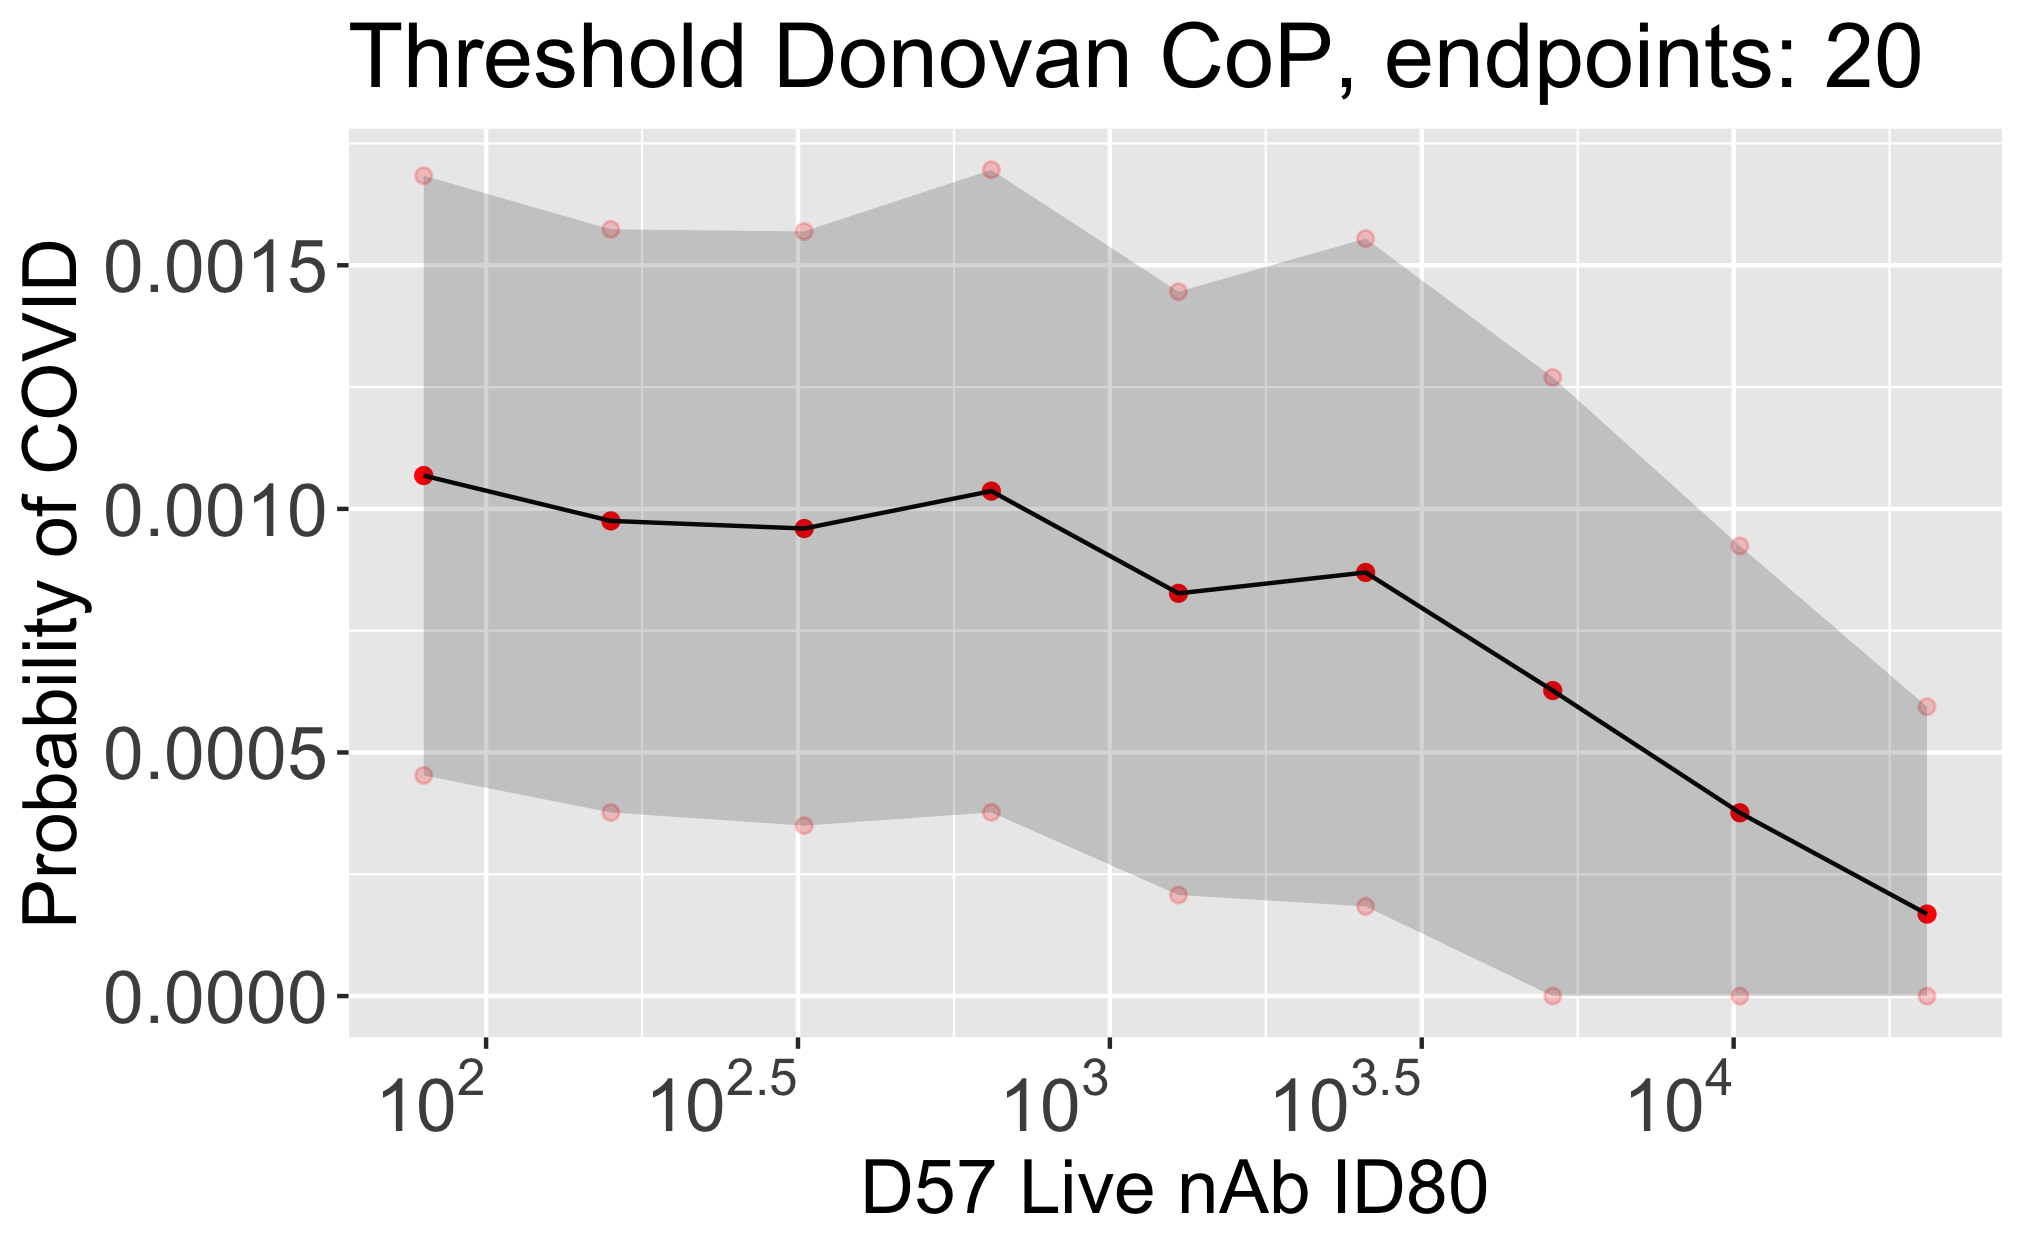 Threshold Donovan CoP, endpoints: 20
Probability of COVID
0.0015
0.0010
0.0005
0.0000
10^2 10^2.5 10^3 10^3.5 10^4
D57 Live nAb ID80